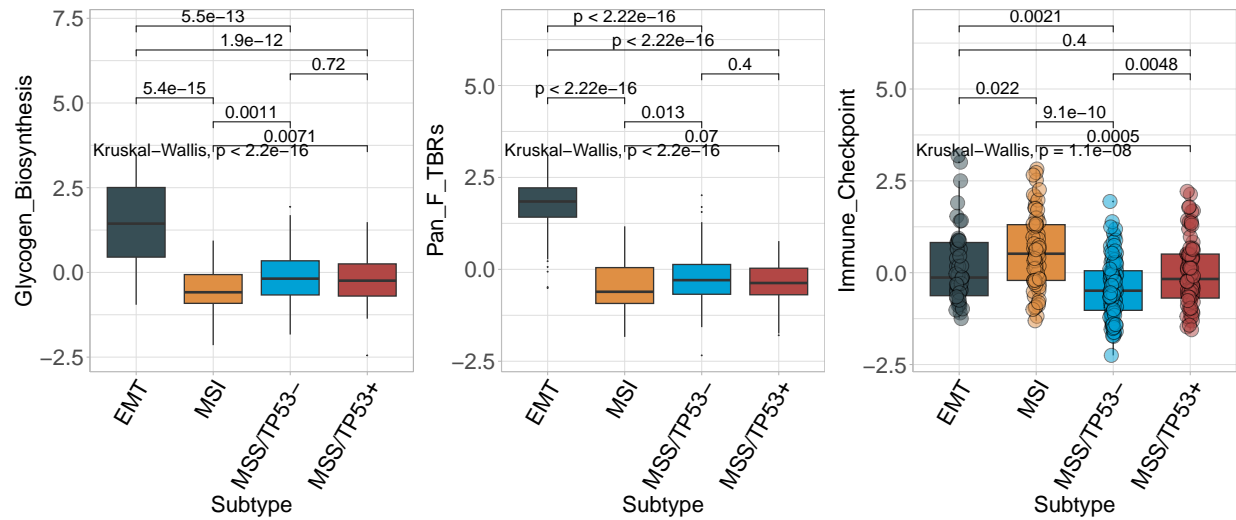 Glycogen_Biosynthesis
7.5
5.0
2.5
0.0
−2.5
5.5e−13
1.9e−12
0.72
5.4e−15
0.0011
0.0071
Kruskal−Wallis, p < 2.2e−16
EMT
MSI
MSS/TP53−
MSS/TP53+
Subtype
Pan_F_TBRs
5.0
2.5
0.0
−2.5
p < 2.22e−16
p < 2.22e−16
0.4
p < 2.22e−16
0.013
0.07
Kruskal−Wallis, p < 2.2e−16
EMT
MSI
MSS/TP53−
MSS/TP53+
Subtype
Immune_Checkpoint
5.0
2.5
0.0
−2.5
0.0021
0.4
0.0048
0.022
9.1e−10
0.0005
Kruskal−Wallis, p = 1.1e−08
EMT
MSI
MSS/TP53−
MSS/TP53+
Subtype